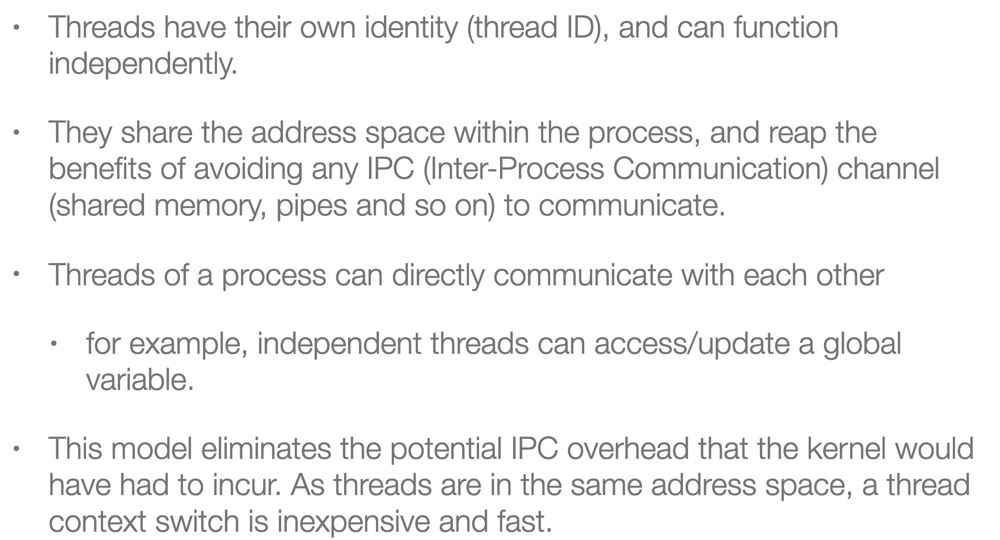 • Threads have their own identity (thread ID), and can function
independently.
• They share the address space within the process, and reap the
benefits of avoiding any IPC (Inter-Process Communication) channel
(shared memory, pipes and so on) to communicate.
• Threads of a process can directly communicate with each other
• for example, independent threads can access/update a global
variable.
• This model eliminates the potential IPC overhead that the kernel would
have had to incur. As threads are in the same address space, a thread
context switch is inexpensive and fast.